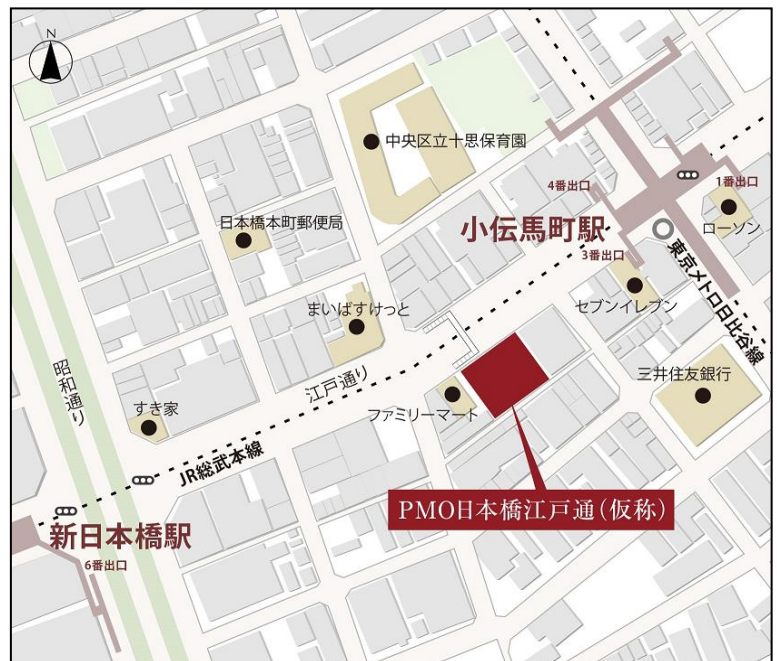 N
中央区立十思保育園
4番出口
1番出口
日本橋本町郵便局
小伝馬町駅
ローソン
3番出口
東京メトロ日比谷線
セブンイレブン
まいばすけっと
昭和通り
江戸通り
三井住友銀行
すき家
ファミリーマート
JR総武本線
PMO日本橋江戸通(仮称)
新日本橋駅
6番出口